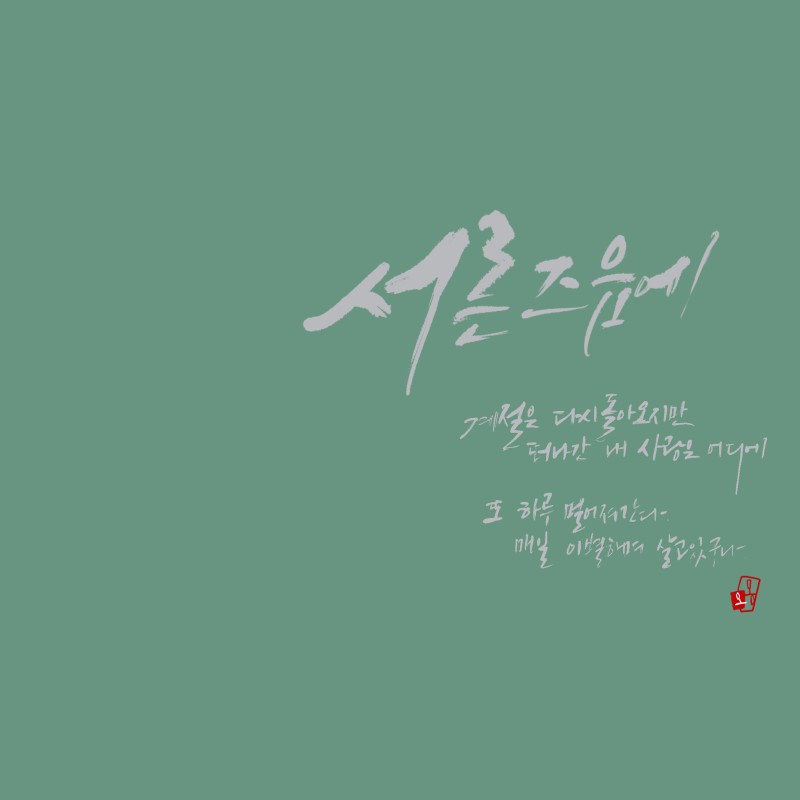 서른 즈음에
계절은 다시 돌아오지만
떠나간 내 사랑은 어디에
또 하루 멀어져간다
매일 이별하며 살고 있구나